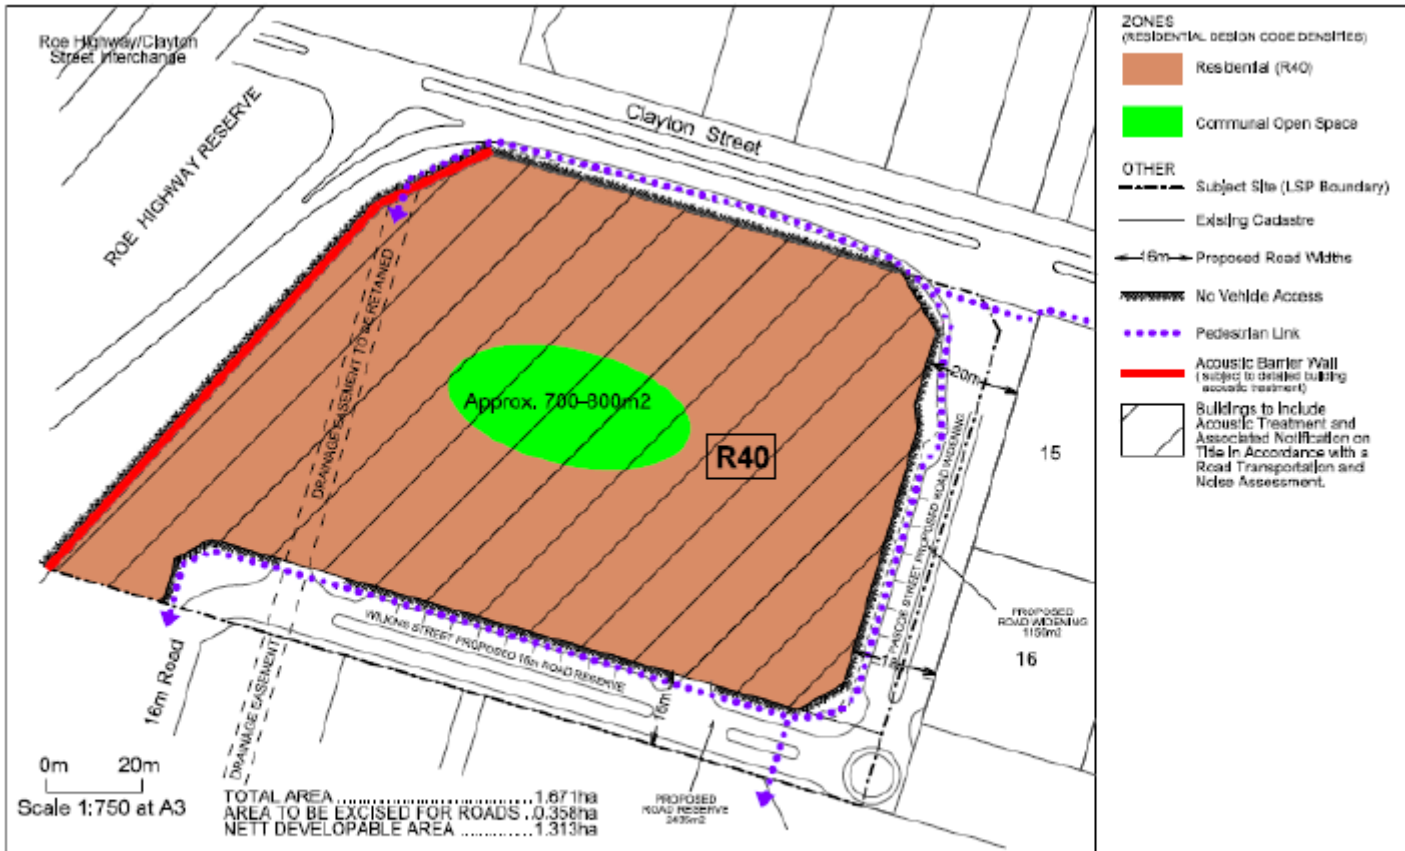 Roe Highway/Clayton
Street Interchange
ROE HIGHWAY RESERVE
Clayton Street
DRAINAGE EASEMENT TO BE RETAINED
Approx. 700-800m2
R40
20m
15
PASCOE STREET PROPOSED ROAD WIDENING
PROPOSED
ROAD WIDENING
1150m2
16
WILKINS STREET PROPOSED 16m ROAD RESERVE
16m
16m Road
DRAINAGE EASEMENT
PROPOSED
ROAD RESERVE
0m 20m
Scale 1:750 at A3
TOTAL AREA ................................ 1.671ha
AREA TO BE EXCISED FOR ROADS ..0.358ha
NETT DEVELOPABLE AREA ............. 1.313ha
ZONES
(RESIDENTIAL DESIGN CODE DENSITIES)
Residential (R40)
Communal Open Space
OTHER
Subject Site (LSP Boundary)
Existing Cadastre
16m Proposed Road Widths
No Vehicle Access
Pedestrian Link
Acoustic Barrier Wall
(subject to detailed building
acoustic treatment)
Buildings to Include
Acoustic Treatment and
Associated Notification on
Title in Accordance with a
Road Transportation and
Noise Assessment.